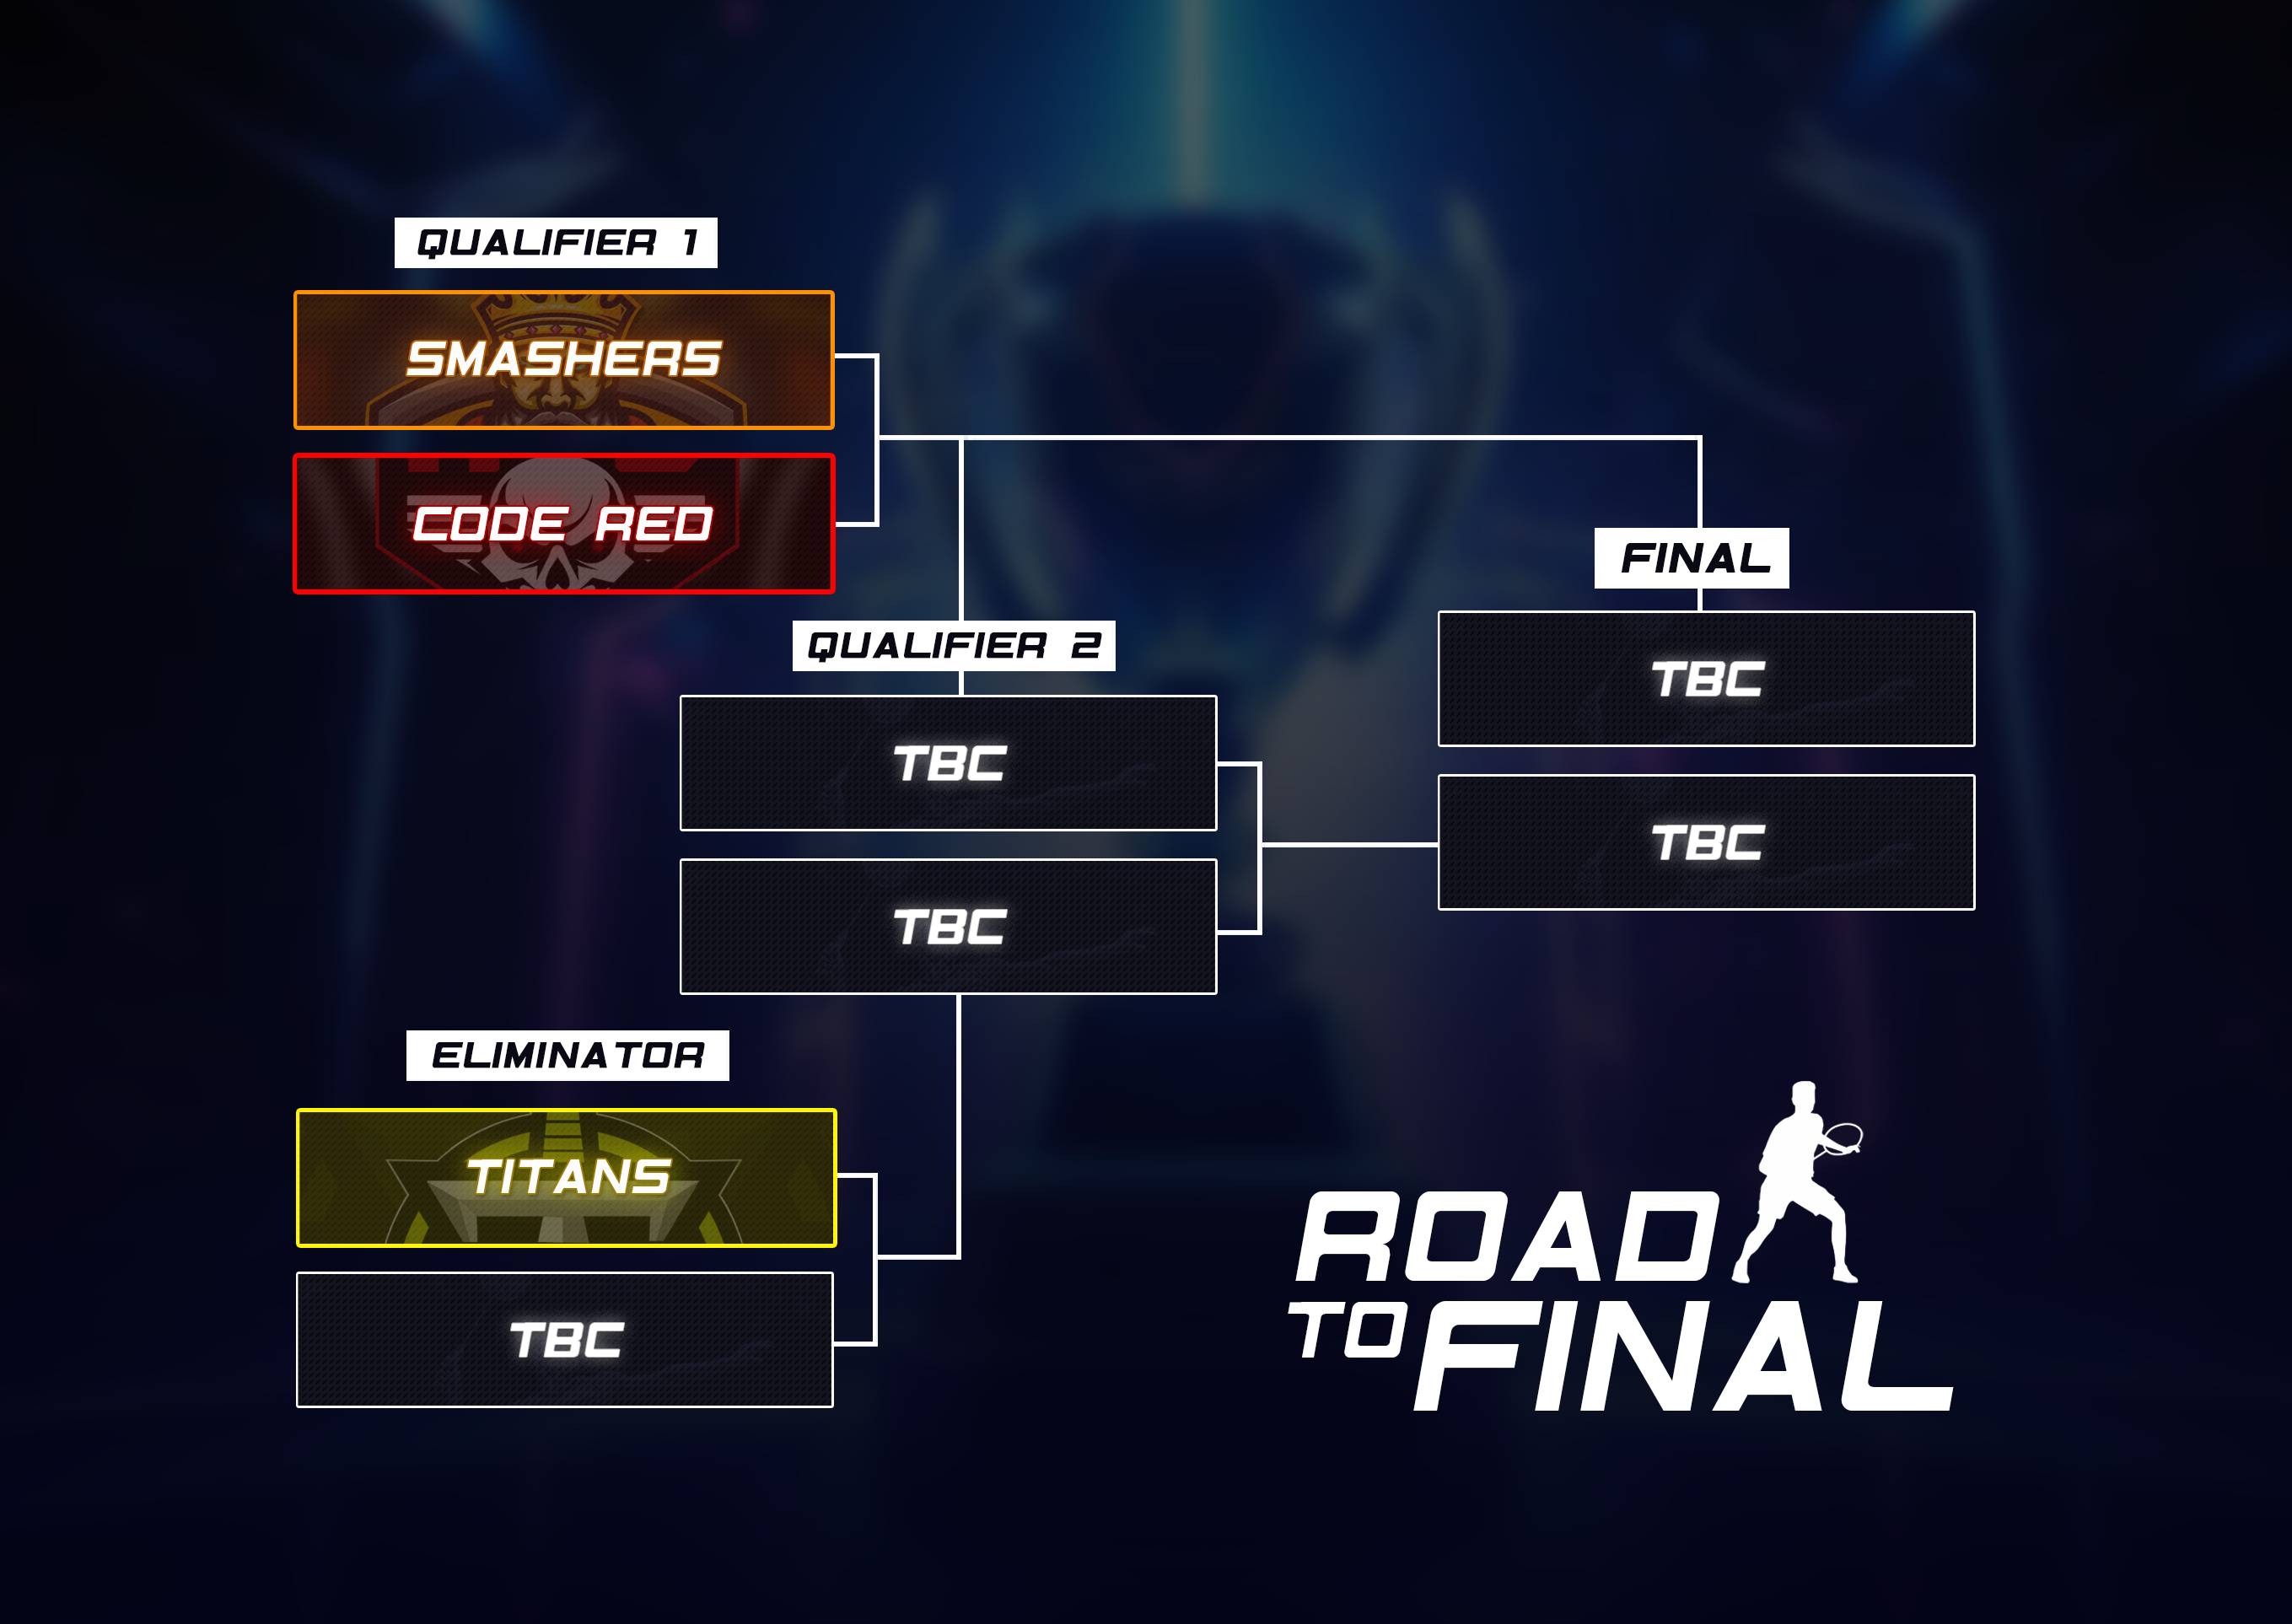 QUALIFIER 1
SMASHERS
CODE RED
QUALIFIER 2
TBC
TBC
FINAL
TBC
TBC
ELIMINATOR
TITANS
TBC
ROAD
TO FINAL